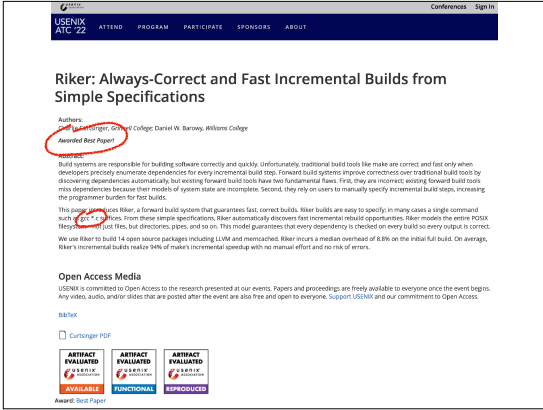 usenix
Conferences Sign In
USENIX
ATC '22
ATTEND PROGRAM PARTICIPATE SPONSORS ABOUT
Riker: Always-Correct and Fast Incremental Builds from
Simple Specifications
Authors:
Charlie Curtsinger, Grinnell College; Daniel W. Barowy, Williams College
Awarded Best Paper!
Abstract:
Build systems are responsible for building software correctly and quickly. Unfortunately, traditional build tools like make are correct and fast only when
developers precisely enumerate dependencies for every incremental build step. Forward build systems improve correctness over traditional build tools by
discovering dependencies automatically, but existing forward build tools have two fundamental flaws. First, they are incorrect; existing forward build tools
miss dependencies because their models of system state are incomplete. Second, they rely on users to manually specify incremental build steps, increasing
the programmer burden for fast builds.
This paper introduces Riker, a forward build system that guarantees fast, correct builds. Riker builds are easy to specify; in many cases a single command
such as gcc *.c suffices. From these simple specifications, Riker automatically discovers fast incremental rebuild opportunities. Riker models the entire POSIX
filesystem—not just files, but directories, pipes, and so on. This model guarantees that every dependency is checked on every build so every output is correct.
We use Riker to build 14 open source packages including LLVM and memcached. Riker incurs a median overhead of 8.8% on the initial full build. On average,
Riker's incremental builds realize 94% of make's incremental speedup with no manual effort and no risk of errors.
Open Access Media
USENIX is committed to Open Access to the research presented at our events. Papers and proceedings are freely available to everyone once the event begins.
Any video, audio, and/or slides that are posted after the event are also free and open to everyone. Support USENIX and our commitment to Open Access.
BibTeX
Curtsinger PDF
ARTIFACT EVALUATED usenix ASSOCIATION AVAILABLE
ARTIFACT EVALUATED usenix ASSOCIATION FUNCTIONAL
ARTIFACT EVALUATED usenix ASSOCIATION REPRODUCED
Award: Best Paper